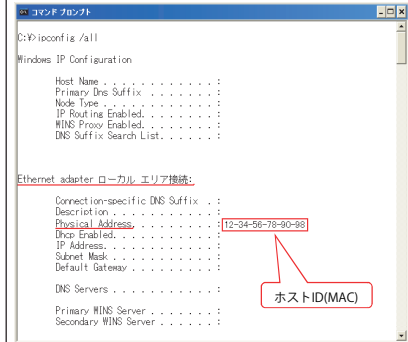 コマンド プロンプト
C:¥>ipconfig /all
Windows IP Configuration
Host Name . . . . . . . . . . . . :
Primary Dns Suffix . . . . . . . :
Node Type . . . . . . . . . . . . :
IP Routing Enabled. . . . . . . . :
WINS Proxy Enabled. . . . . . . . :
DNS Suffix Search List. . . . . . :
Ethernet adapter ローカル エリア接続:
Connection-specific DNS Suffix . :
Description . . . . . . . . . . . :
Physical Address. . . . . . . . . : 12-34-56-78-90-98
Dhcp Enabled. . . . . . . . . . . :
IP Address. . . . . . . . . . . . :
Subnet Mask . . . . . . . . . . . :
Default Gateway . . . . . . . . . :
DNS Servers . . . . . . . . . . . :
ホストID(MAC)
Primary WINS Server . . . . . . . :
Secondary WINS Server . . . . . . :